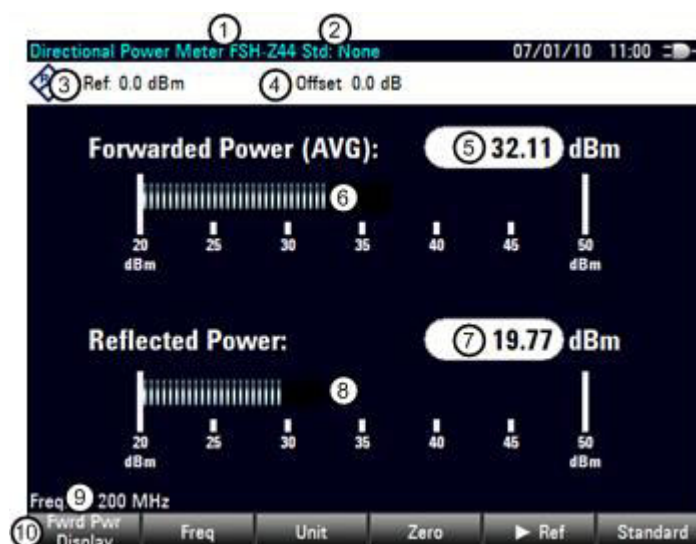 ① ②
Directional Power Meter FSH-Z44 Std: None 07/01/10 11:00
R ③ Ref: 0.0 dBm ④ Offset 0.0 dB
Forwarded Power (AVG): ⑤ 32.11 dBm
⑥
20 25 30 35 40 45 50
dBm dBm
Reflected Power: ⑦ 19.77 dBm
⑧
20 25 30 35 40 45 50
dBm dBm
Freq. ⑨ 200 MHz
⑩ Fwrd Pwr
Display Freq Unit Zero ► Ref Standard